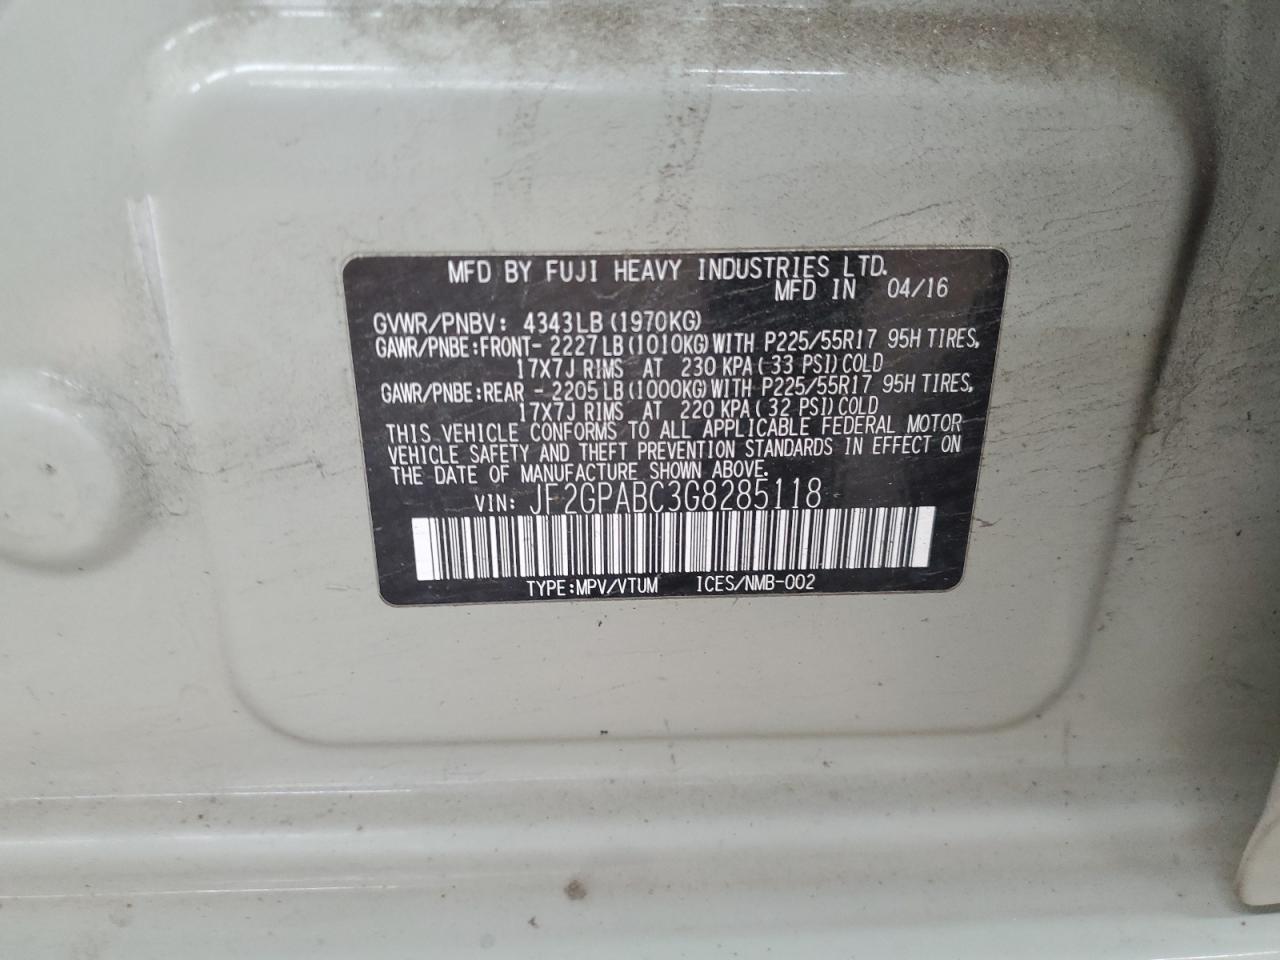 MFD BY FUJI HEAVY INDUSTRIES LTD.
MFD IN 04/16
GVWR/PNBV: 4343LB(1970KG)
GAWR/PNBE:FRONT-2227LB(1010KG)WITH P225/55R17 95H TIRES,
17X7J RIMS AT 230 KPA(33 PSI)COLD
GAWR/PNBE:REAR -2205LB(1000KG)WITH P225/55R17 95H TIRES,
17X7J RIMS AT 220 KPA(32 PSI)COLD
THIS VEHICLE CONFORMS TO ALL APPLICABLE FEDERAL MOTOR
VEHICLE SAFETY AND THEFT PREVENTION STANDARDS IN EFFECT ON
THE DATE OF MANUFACTURE SHOWN ABOVE.
VIN: JF2GPABC3G8285118
TYPE:MPV/VTUM ICES/NMB-002